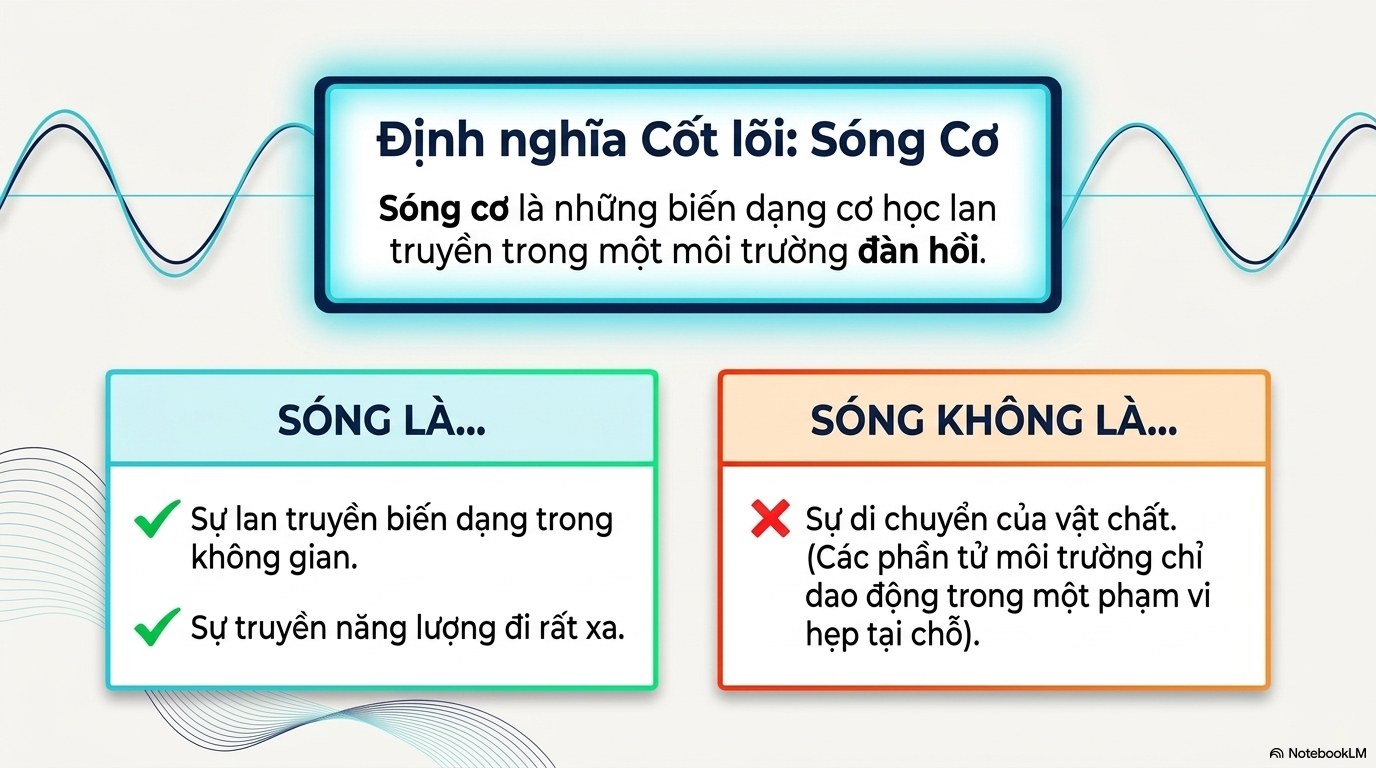 Định nghĩa Cốt lõi: Sóng Cơ
Sóng cơ là những biến dạng cơ học lan
truyền trong một môi trường đàn hồi.
SÓNG LÀ...
Sự lan truyền biến dạng trong
không gian.
Sự truyền năng lượng đi rất xa.
SÓNG KHÔNG LÀ...
Sự di chuyển của vật chất.
(Các phần tử môi trường chỉ
dao động trong một phạm vi
hẹp tại chỗ).
NotebookLM